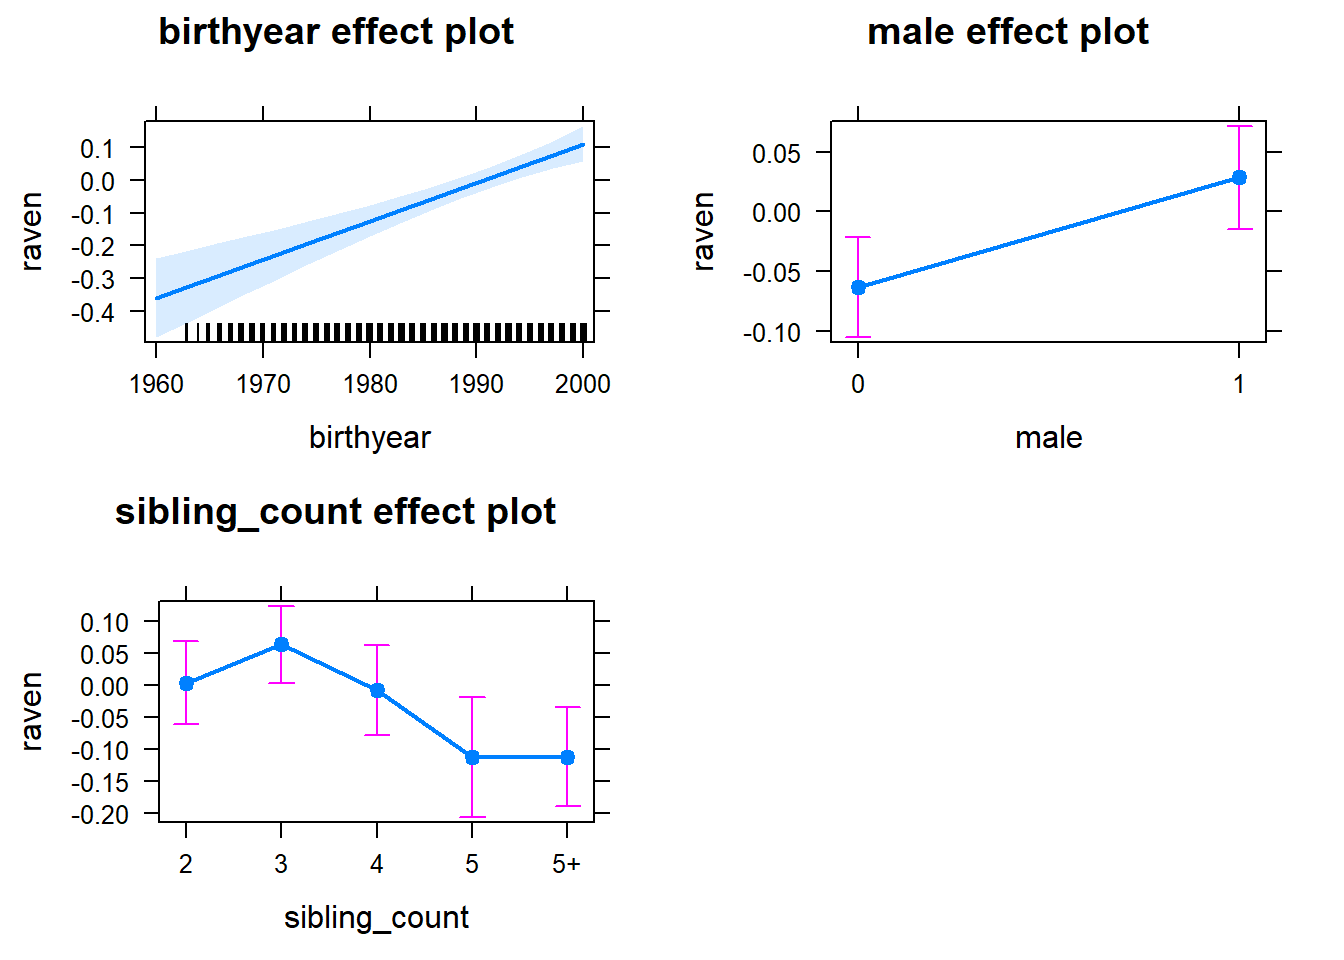 birthyear effect plot
raven
0.1
0.0
-0.1
-0.2
-0.3
-0.4
1960 1970 1980 1990 2000
birthyear
male effect plot
raven
0.05
0.00
-0.05
-0.10
0 1
male
sibling_count effect plot
raven
0.10
0.05
0.00
-0.05
-0.10
-0.15
-0.20
2 3 4 5 5+
sibling_count